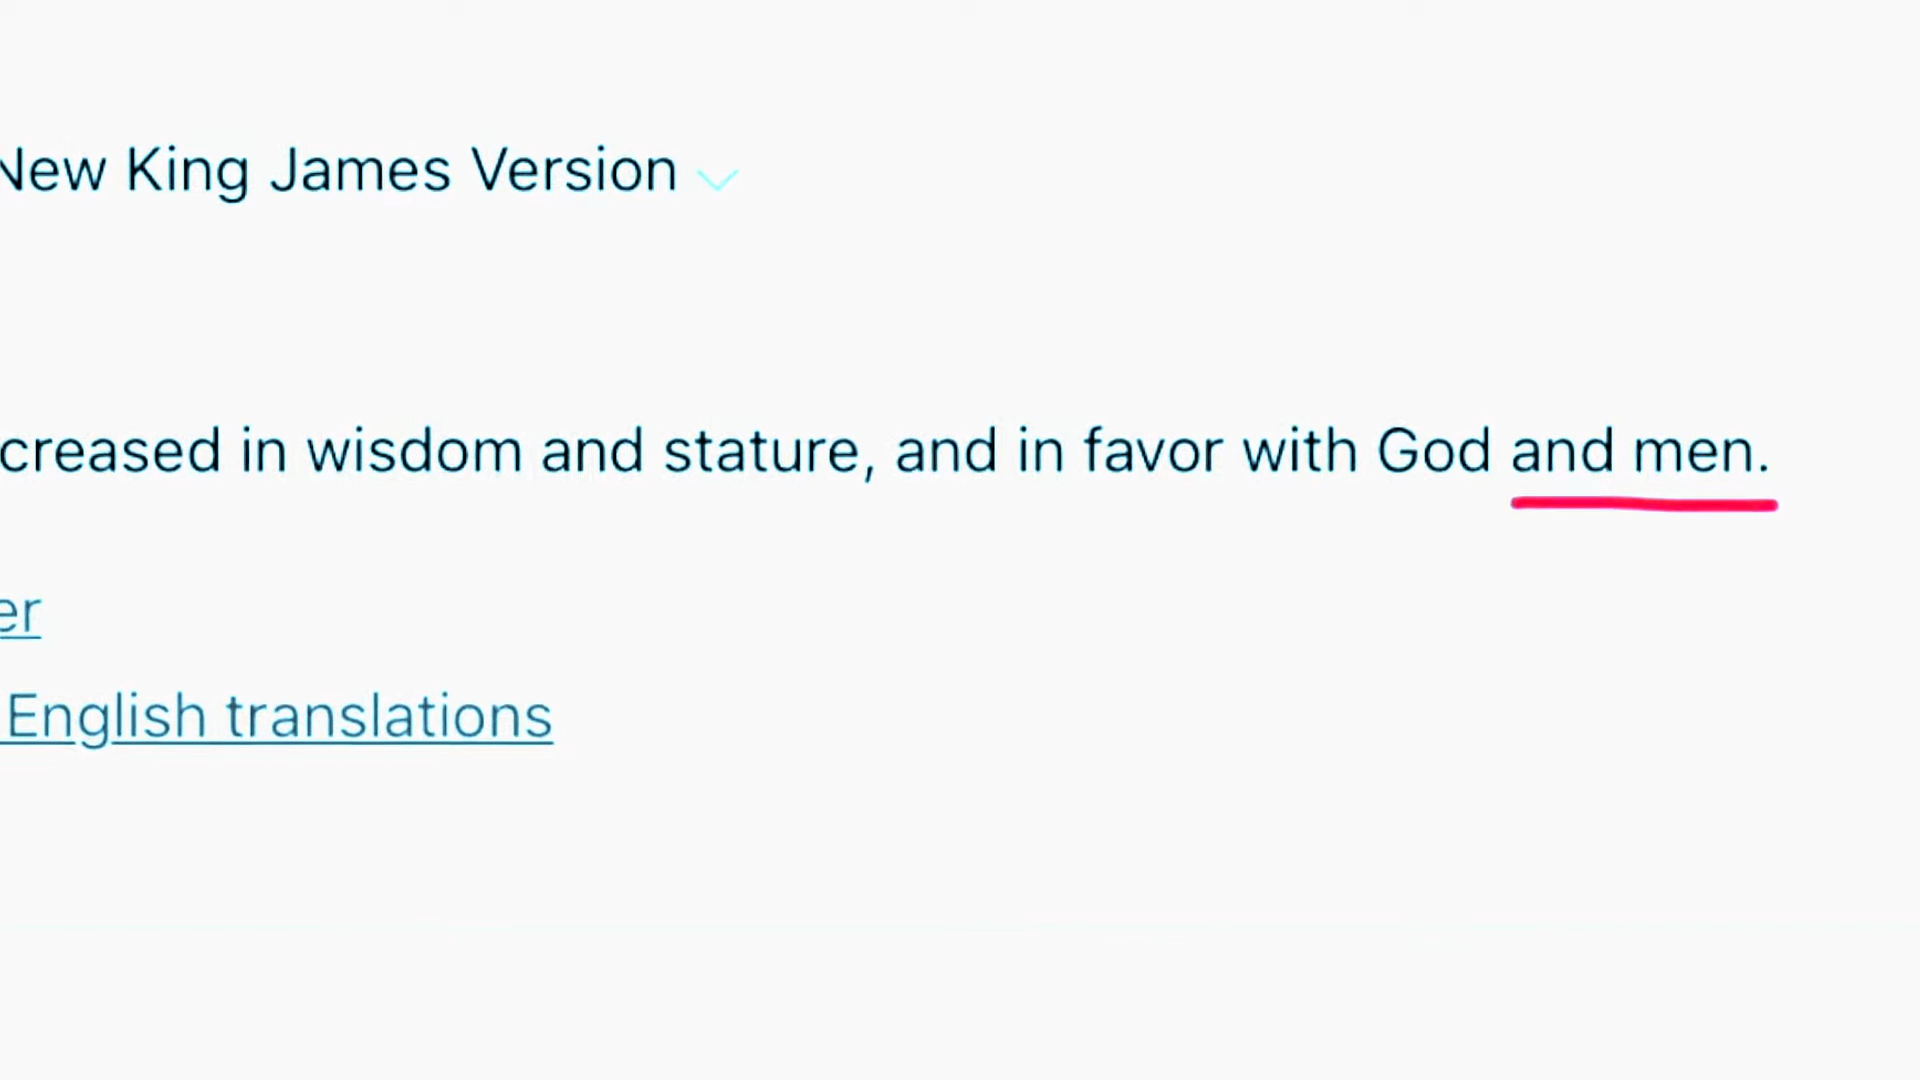 New King James Version
creased in wisdom and stature, and in favor with God and men.
er
English translations